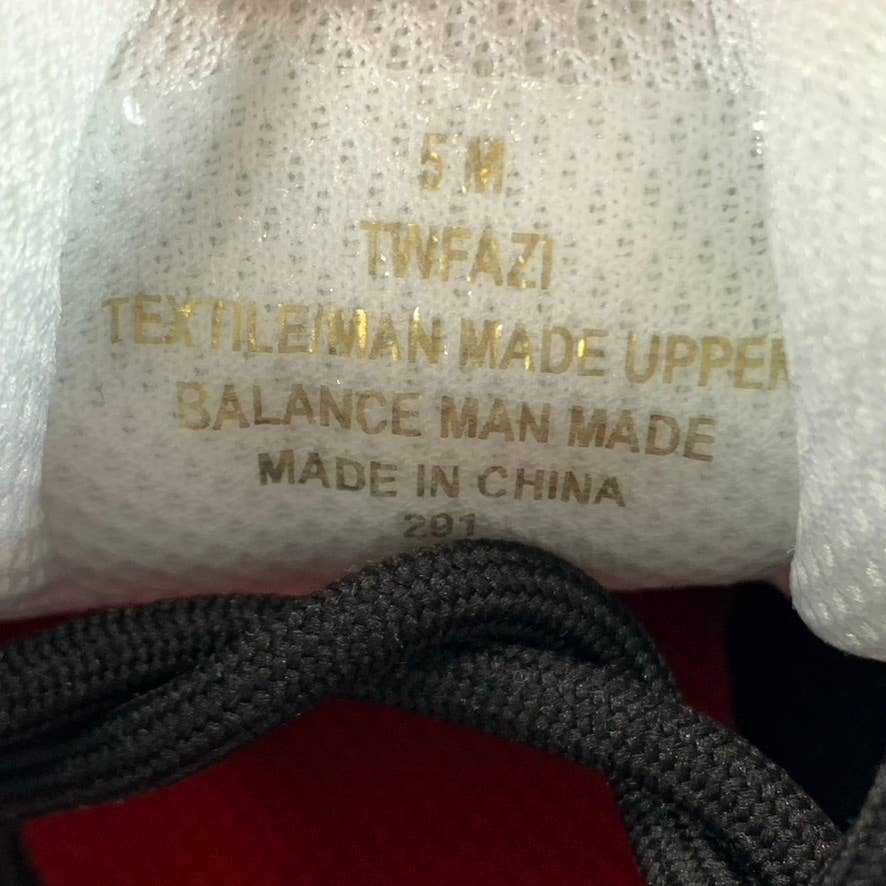 5 M
TWFAZI
TEXTILE/MAN MADE UPPER
BALANCE MAN MADE
MADE IN CHINA
291